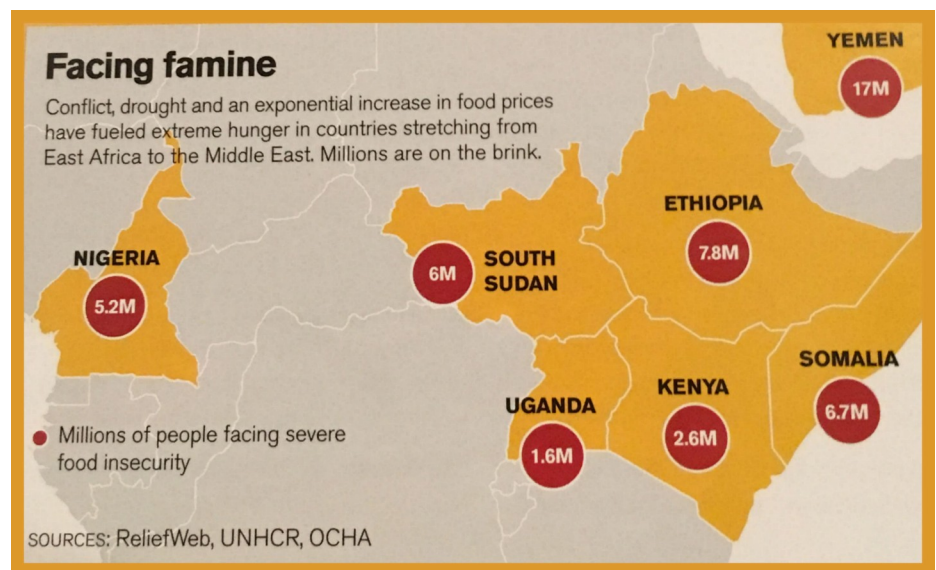 Facing famine
Conflict, drought and an exponential increase in food prices
have fueled extreme hunger in countries stretching from
East Africa to the Middle East. Millions are on the brink.
YEMEN
17M
ETHIOPIA
7.8M
NIGERIA
5.2M
6M
SOUTH
SUDAN
SOMALIA
6.7M
KENYA
2.6M
UGANDA
1.6M
Millions of people facing severe
food insecurity
SOURCES: ReliefWeb, UNHCR, OCHA